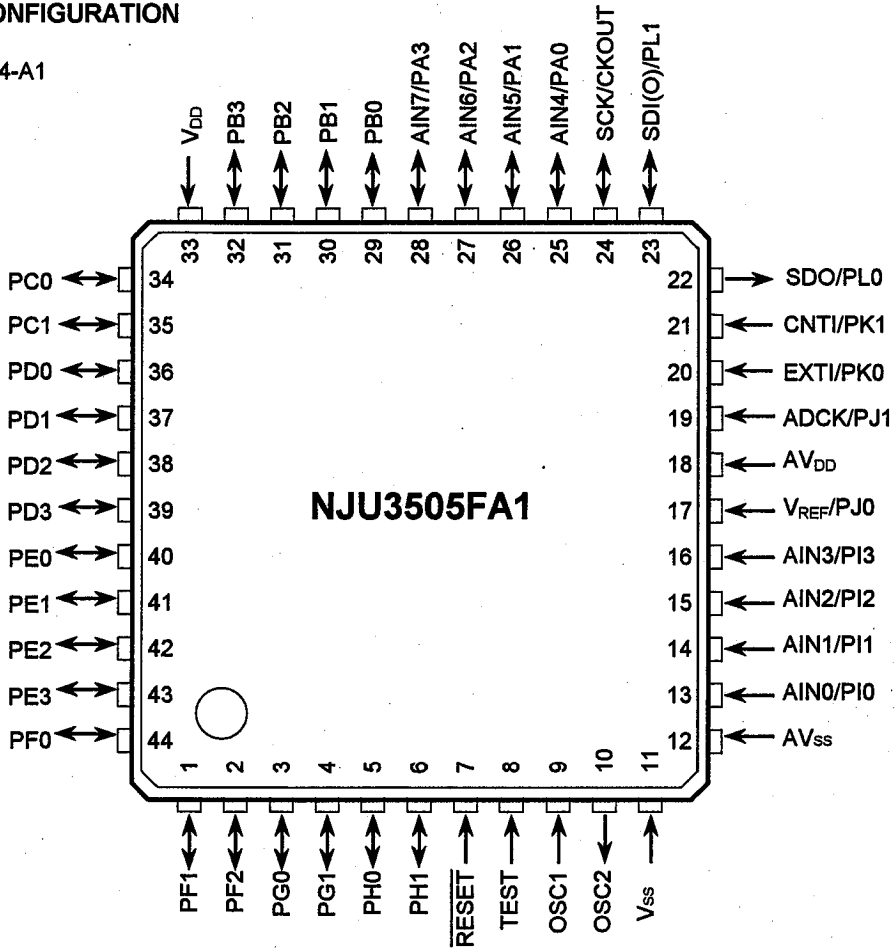 ONFIGURATION
4-A1
VDD
PB3
PB2
PB1
PB0
AIN7/PA3
AIN6/PA2
AIN5/PA1
AIN4/PA0
SCK/CKOUT
SDI(O)/PL1
33
32
31
30
29
28
27
26
25
24
23
PC0 34
PC1 35
PD0 36
PD1 37
PD2 38
PD3 39
PE0 40
PE1 41
PE2 42
PE3 43
PF0 44
NJU3505FA1
22 SDO/PL0
21 CNTI/PK1
20 EXTI/PK0
19 ADCK/PJ1
18 AVDD
17 VREF/PJ0
16 AIN3/PI3
15 AIN2/PI2
14 AIN1/PI1
13 AIN0/PI0
12 AVss
1
2
3
4
5
6
7
8
9
10
11
PF1
PF2
PG0
PG1
PH0
PH1
RESET
TEST
OSC1
OSC2
Vss